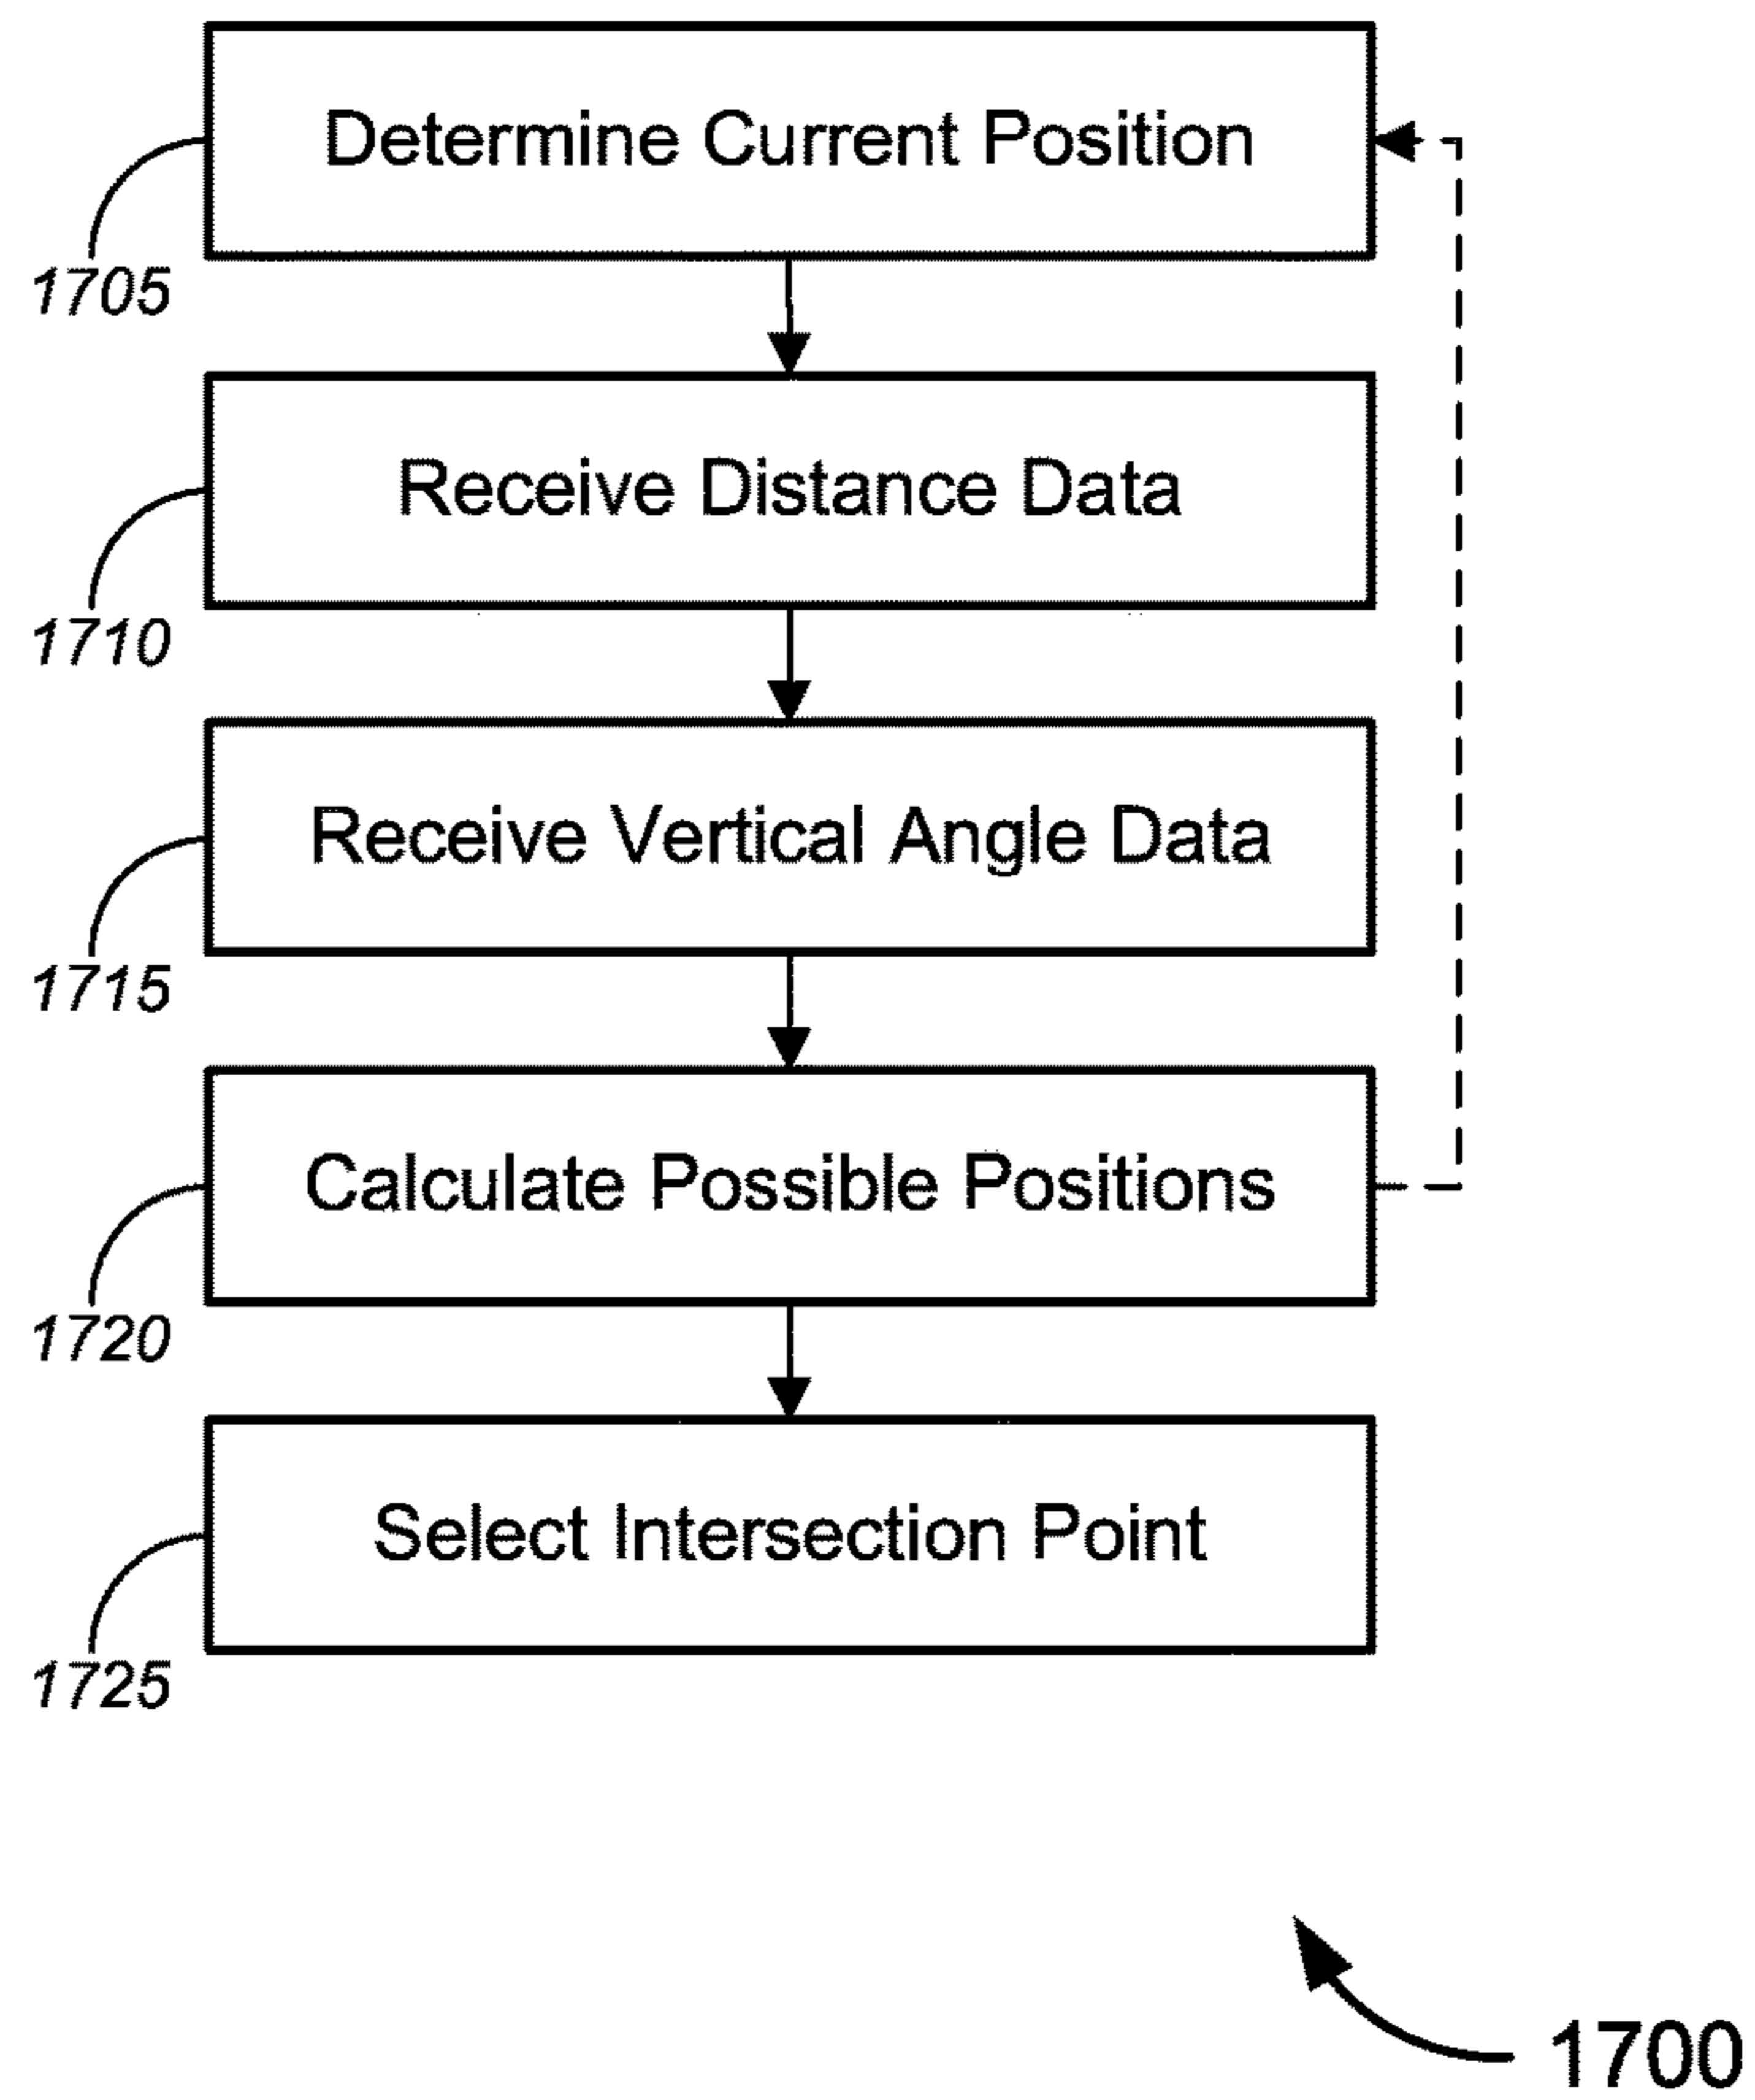 Determine Current Position
1705
Receive Distance Data
1710
Receive Vertical Angle Data
1715
Calculate Possible Positions
1720
Select Intersection Point
1725
1700